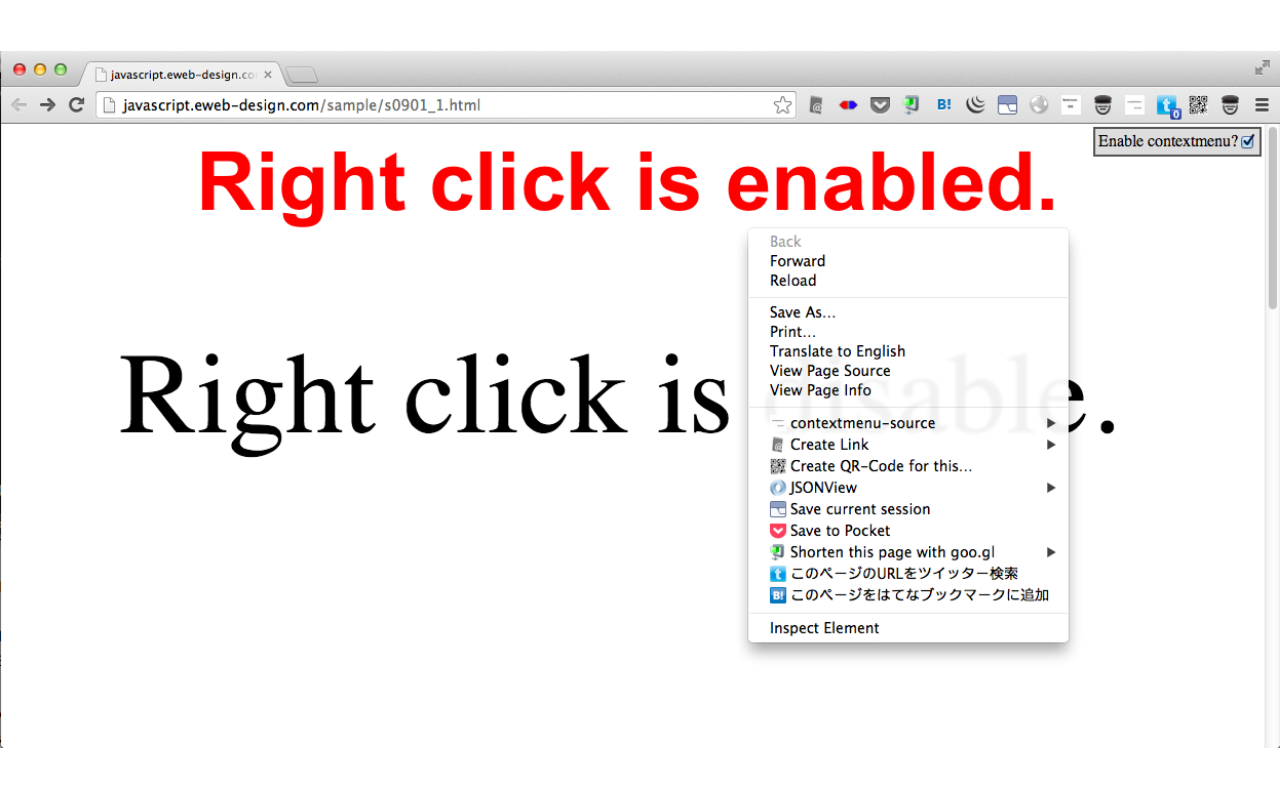 javascript.eweb-design.co
javascript.eweb-design.com/sample/s0901_1.html
B!
t
0
Enable contextmenu?
Right click is enabled.
Right click is disable.
Back
Forward
Reload
Save As...
Print...
Translate to English
View Page Source
View Page Info
contextmenu-source
Create Link
Create QR-Code for this...
JSONView
Save current session
Save to Pocket
Shorten this page with goo.gl
t このページのURLをツイッター検索
B! このページをはてなブックマークに追加
Inspect Element